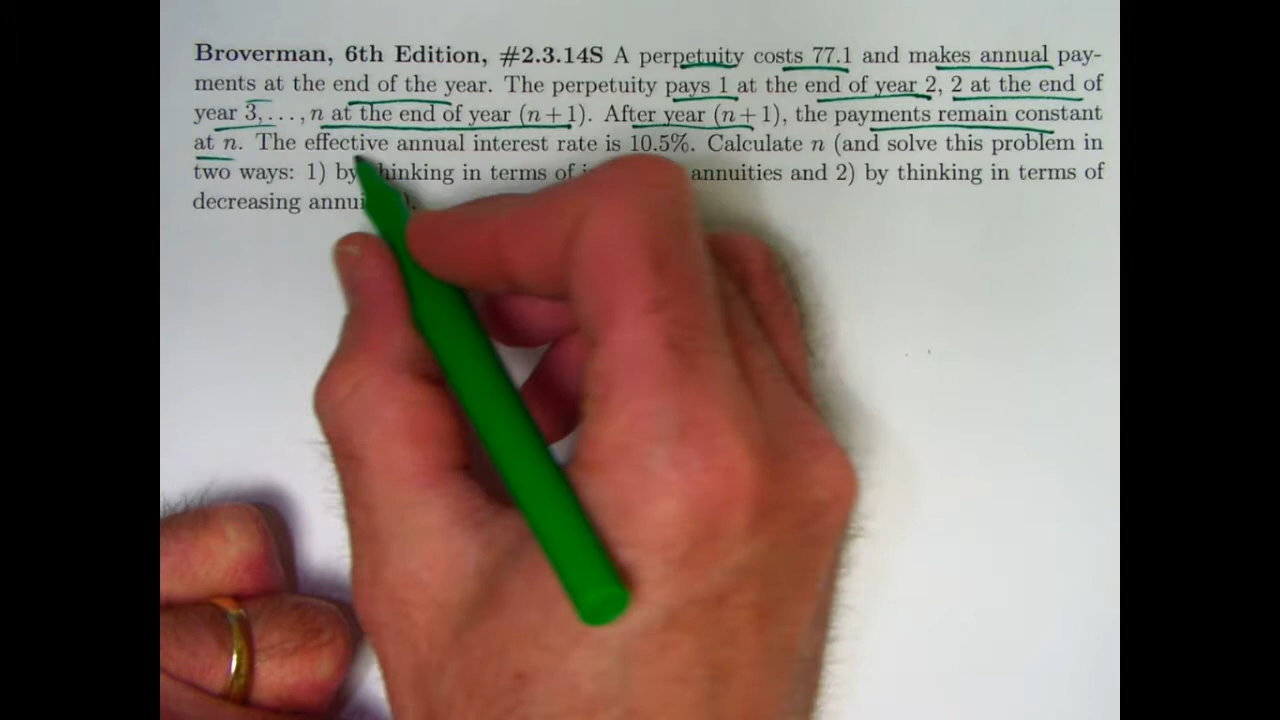 Broverman, 6th Edition, #2.3.14S A perpetuity costs 77.1 and makes annual pay-
ments at the end of the year. The perpetuity pays 1 at the end of year 2, 2 at the end of
year 3, . . . , n at the end of year (n + 1). After year (n + 1), the payments remain constant
at n. The effective annual interest rate is 10.5%. Calculate n (and solve this problem in
two ways: 1) by thinking in terms of annuities and 2) by thinking in terms of
decreasing